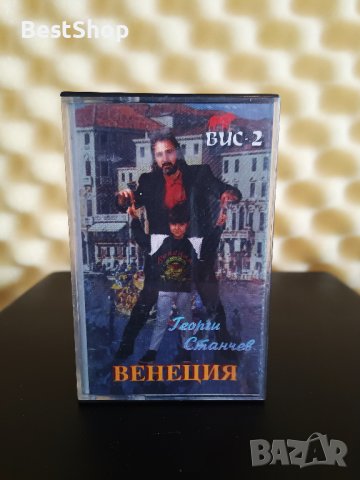 BestShop
ВИС-2
Георги
Станчев
ВЕНЕЦИЯ
BAZAR